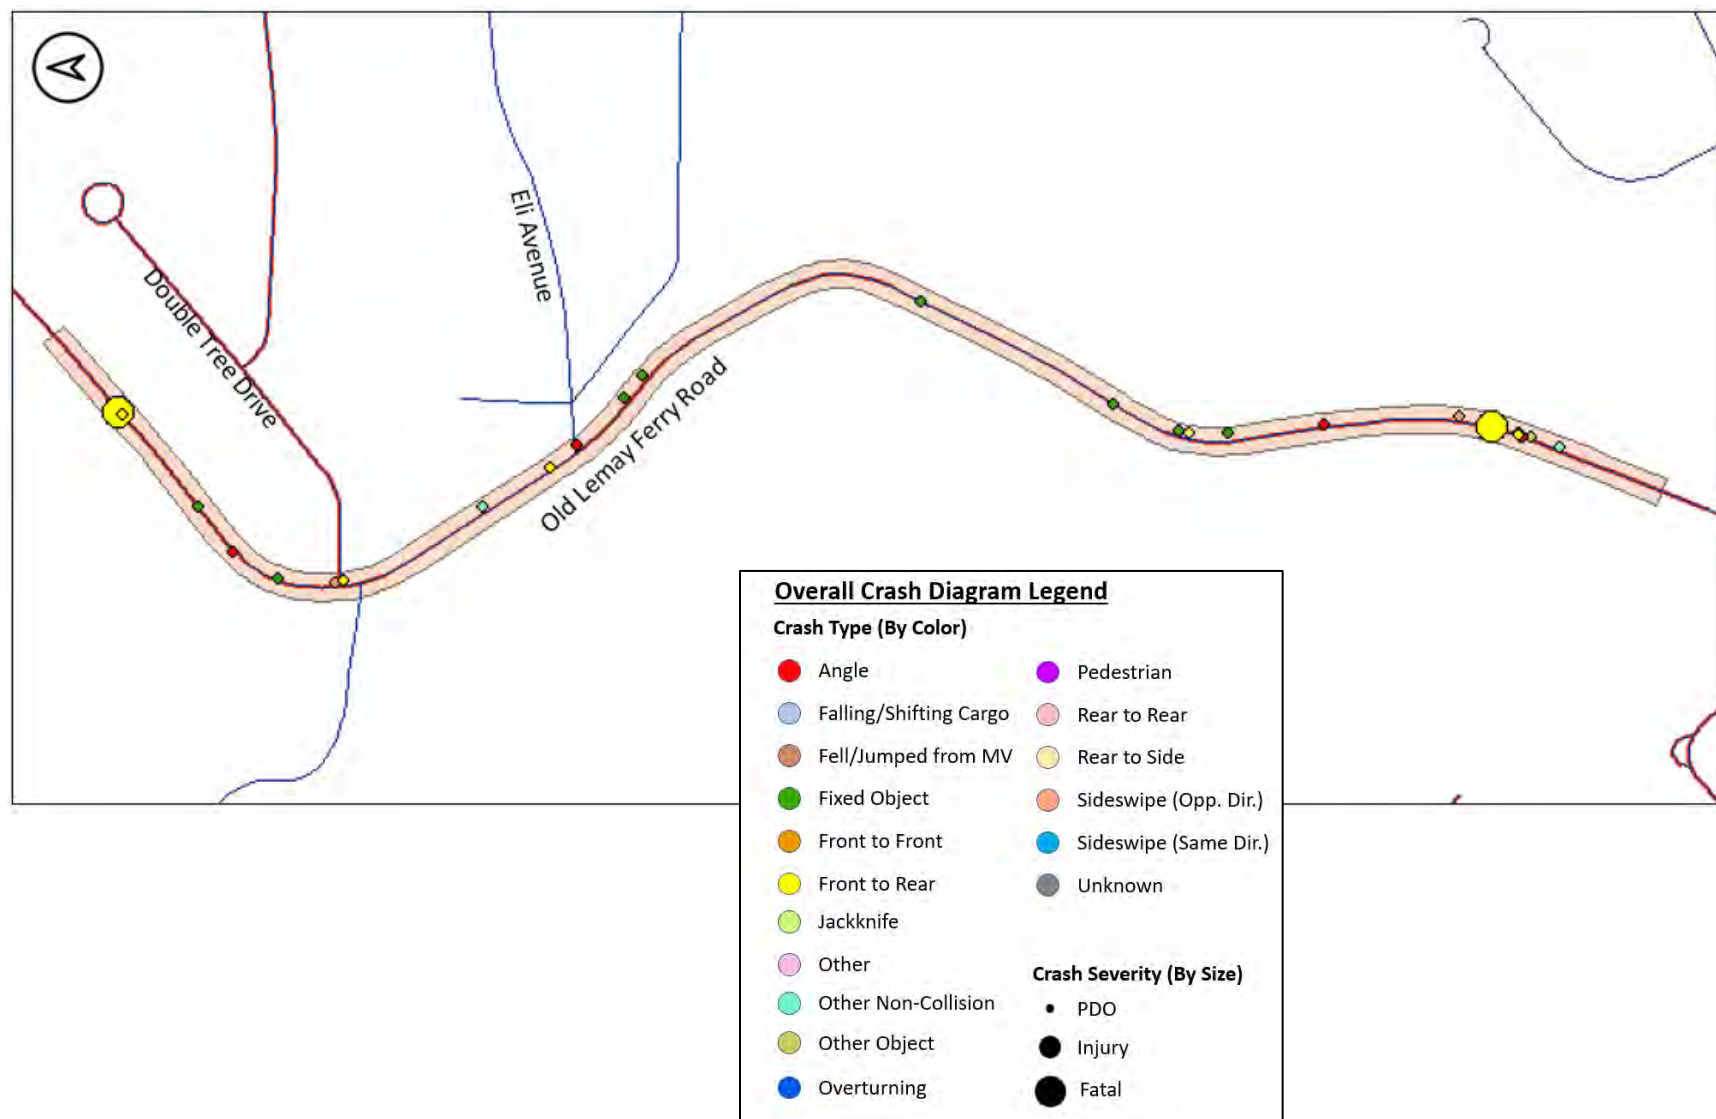 Eli Avenue
Double Tree Drive
Old Lemay Ferry Road
Overall Crash Diagram Legend
Crash Type (By Color)
Angle
Falling/Shifting Cargo
Fell/Jumped from MV
Fixed Object
Front to Front
Front to Rear
Jackknife
Other
Other Non-Collision
Other Object
Overturning
Pedestrian
Rear to Rear
Rear to Side
Sideswipe (Opp. Dir.)
Sideswipe (Same Dir.)
Unknown
Crash Severity (By Size)
PDO
Injury
Fatal